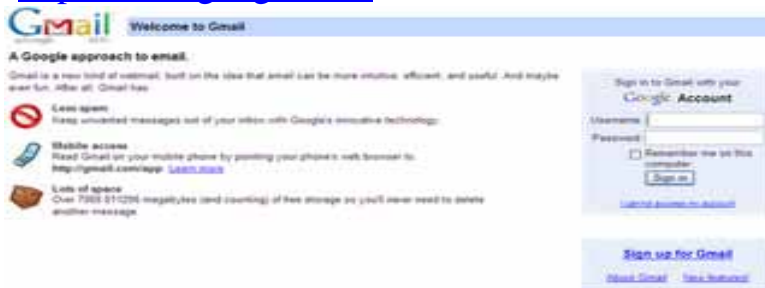 Gmail
Welcome to Gmail
A Google approach to email.
Gmail is a new kind of webmail, built on the idea that email can be more intuitive, efficient, and useful. And maybe
even fun. After all, Gmail has:
Less spam
Keep unwanted messages out of your inbox with Google's innovative technology.
Mobile access
Read Gmail on your mobile phone by pointing your phone's web browser to
http://gmail.com/app. Learn more
Lots of space
Over megabytes (and counting) of free storage so you'll never need to delete
another message.
Sign in to Gmail with your
Google Account
Username:
Password:
Remember me on this
computer.
Sign in
I cannot access my account
Sign up for Gmail
About Gmail New features!